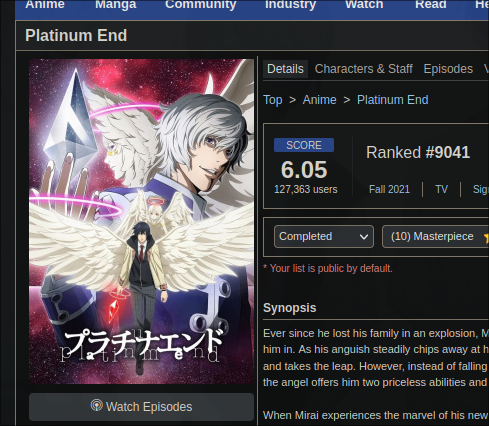 Anime Manga Community Industry Watch Read
Platinum End
Details Characters & Staff Episodes
Top > Anime > Platinum End
SCORE
6.05
127,363 users
Ranked #9041
Fall 2021 TV
Completed
(10) Masterpiece
* Your list is public by default.
Synopsis
Ever since he lost his family in an explosion,
him in. As his anguish steadily chips away at
and takes the leap. However, instead of falling
the angel offers him two priceless abilities and
When Mirai experiences the marvel of his new
プラチナエンド
platinum end
Watch Episodes